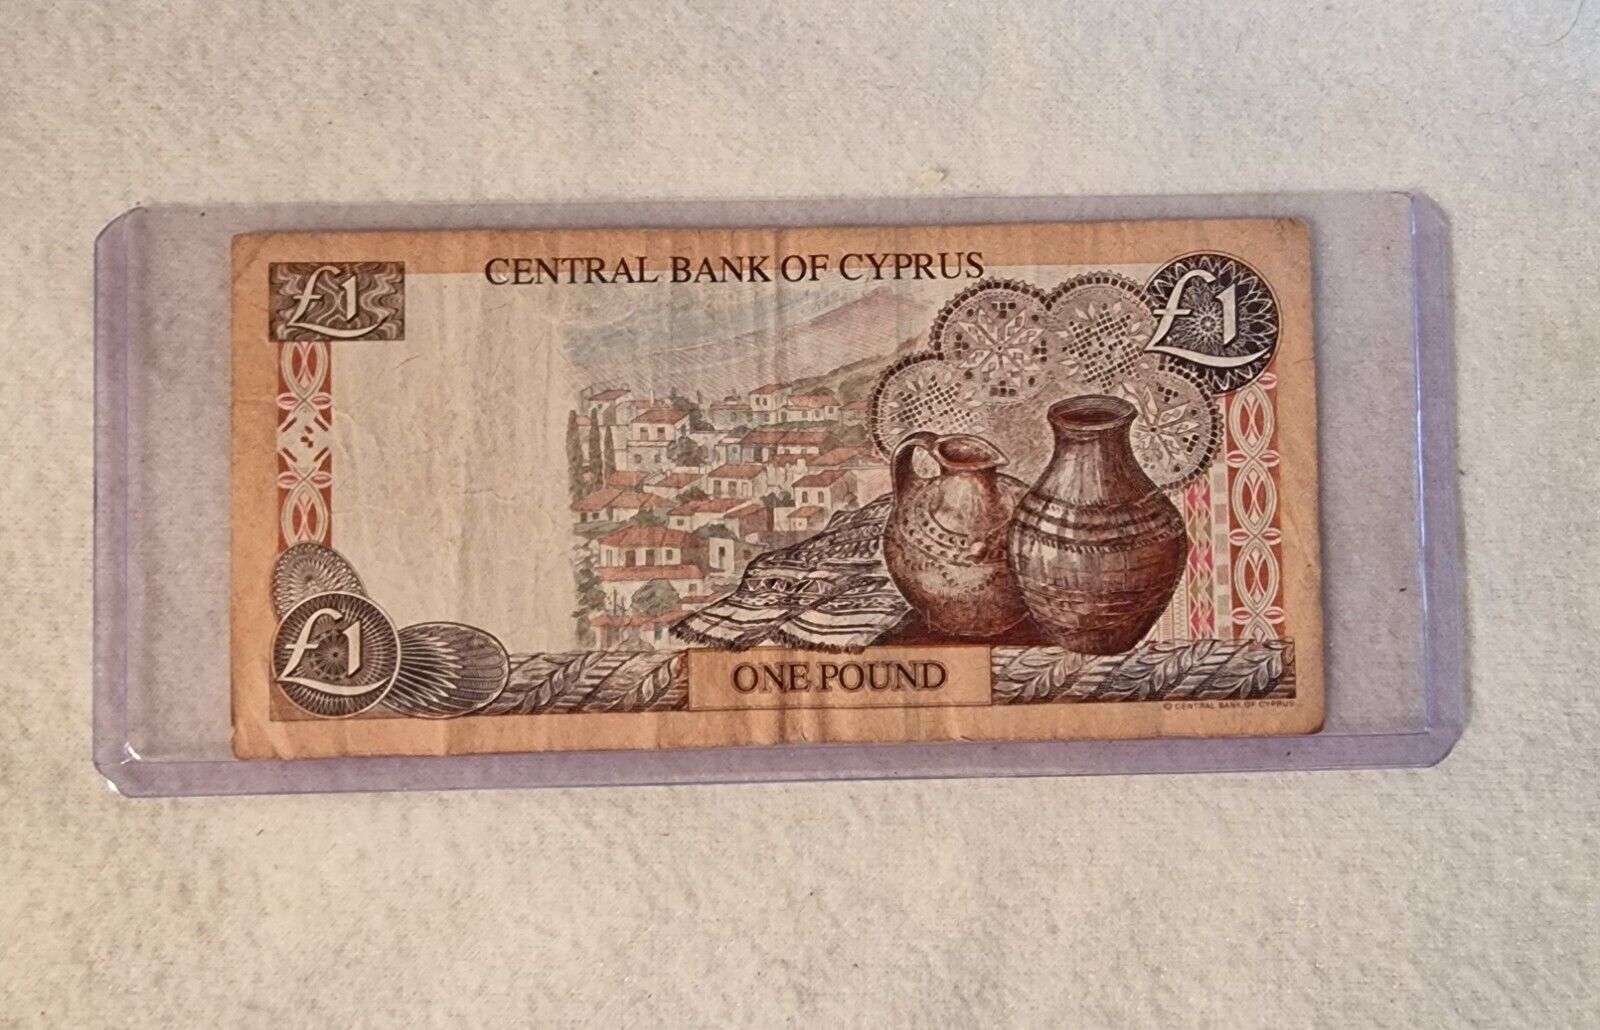 CENTRAL BANK OF CYPRUS
£1
£1
£1
ONE POUND
© CENTRAL BANK OF CYPRUS